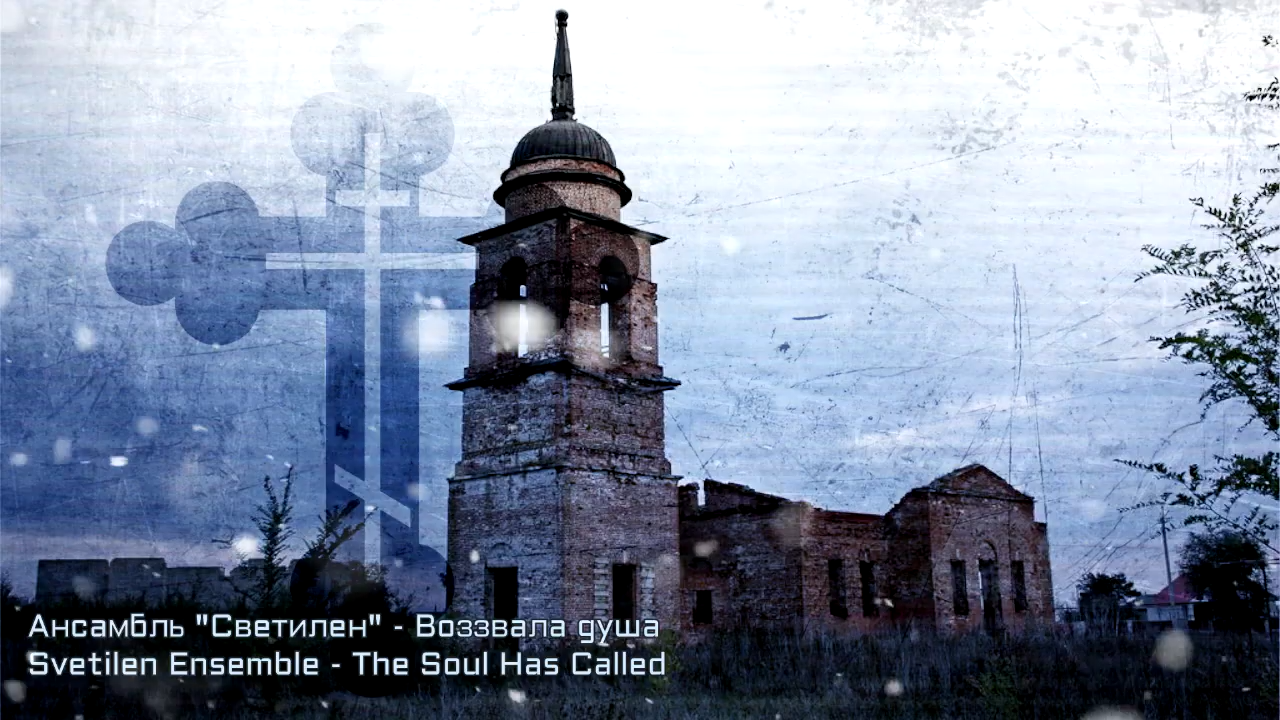 Ансамбль "Светилен" - Воззвала душа
Svetilen Ensemble - The Soul Has Called